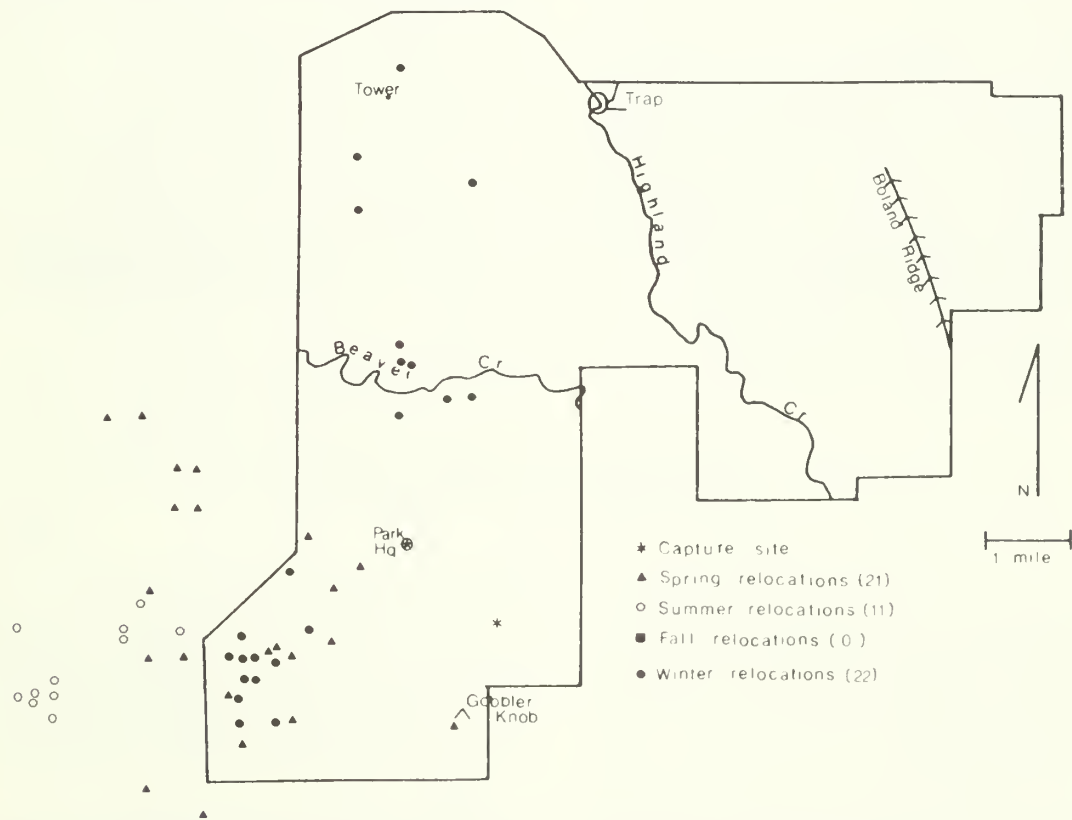 Tower
Trap
Highland
Boland Ridge
Beaver Cr
Cr
Park
Hq
N
1 mile
* Capture site
▲ Spring relocations (21)
○ Summer relocations (11)
■ Fall relocations (0)
● Winter relocations (22)
Gobbler
Knob